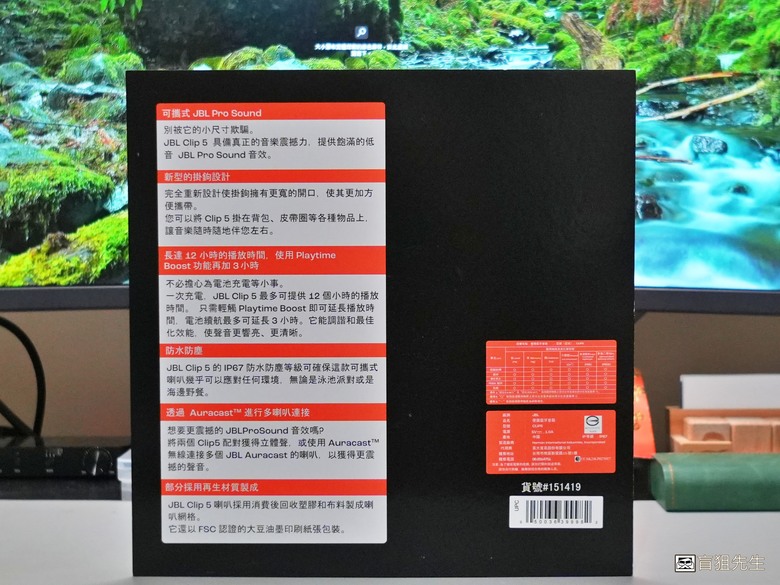 可攜式 JBL Pro Sound
別被它的小尺寸欺騙。
JBL Clip 5 具備真正的音樂震撼力，提供飽滿的低
音 JBL Pro Sound 音效。
新型的掛鉤設計
完全重新設計使掛鉤擁有更寬的開口，使其更加方
便攜帶。
您可以將 Clip 5 掛在背包、皮帶圈等各種物品上，
讓音樂隨時隨地伴您左右。
長達 12 小時的播放時間，使用 Playtime
Boost 功能再加 3 小時
不必擔心為電池充電等小事。
一次充電，JBL Clip 5 最多可提供 12 個小時的播放
時間。 只需輕觸 Playtime Boost 即可延長播放時
間，電池續航最多可延長 3 小時。它能調諧和最佳
化效能，使聲音更響亮、更清晰。
防水防塵
JBL Clip 5 的 IP67 防水防塵等級可確保這款可攜式
喇叭幾乎可以應對任何環境，無論是泳池派對或是
海邊野餐。
透過 Auracast™ 進行多喇叭連接
想要更震撼的 JBLProSound 音效嗎?
將兩個 Clip5 配對獲得立體聲，或使用 Auracast™
無線連接多個 JBL Auracast 的喇叭，以獲得更震
撼的聲音。
部分採用再生材質製成
JBL Clip 5 喇叭採用消費後回收塑膠和布料製成喇
叭網格。
它還以 FSC 認證的大豆油墨印刷紙張包裝。
貨號#151419
UPC
盲狙先生